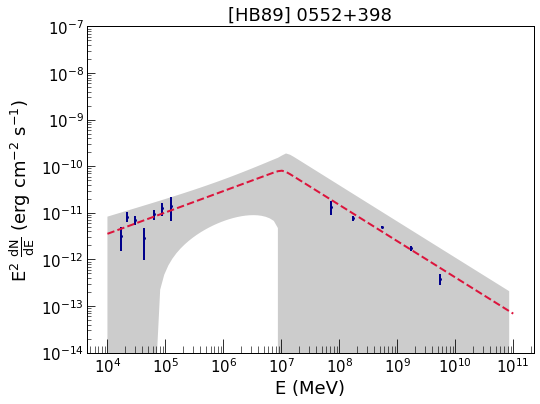 [HB89] 0552+398
E² dN/dE (erg cm⁻² s⁻¹)
10⁻⁷
10⁻⁸
10⁻⁹
10⁻¹⁰
10⁻¹¹
10⁻¹²
10⁻¹³
10⁻¹⁴
10⁴ 10⁵ 10⁶ 10⁷ 10⁸ 10⁹ 10¹⁰ 10¹¹
E (MeV)